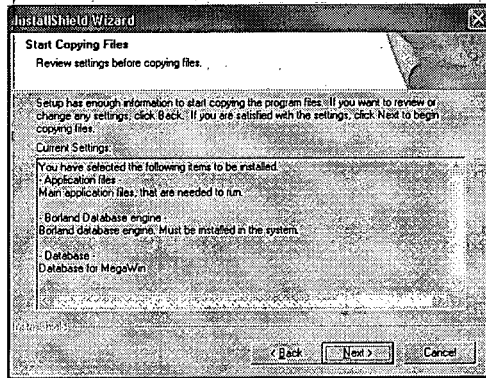 InstallShield Wizard
Start Copying Files
Review settings before copying files.
Setup has enough information to start copying the program files. If you want to review or
change any settings, click Back. If you are satisfied with the settings, click Next to begin
copying files.
Current Settings:
You have selected the following items to be installed.
- Application files -
Main application files, that are needed to run.
- Borland Database engine -
Borland database engine. Must be installed in the system.
- Database -
Database for MegaWin
InstallShield
< Back
Next >
Cancel